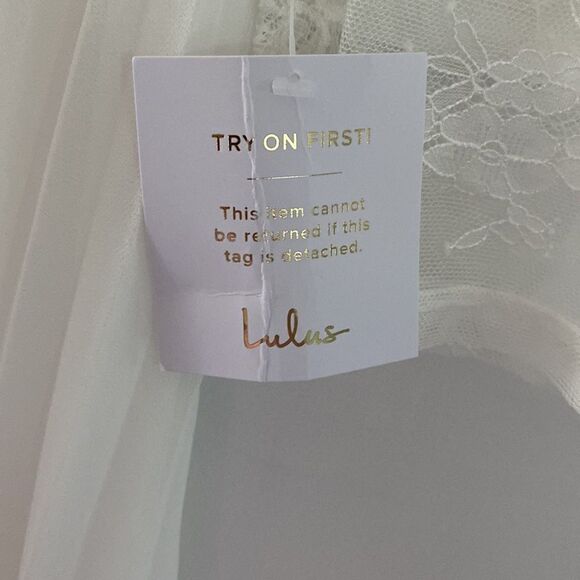 TRY ON FIRST!
This item cannot
be returned if this
tag is detached.
Lulus